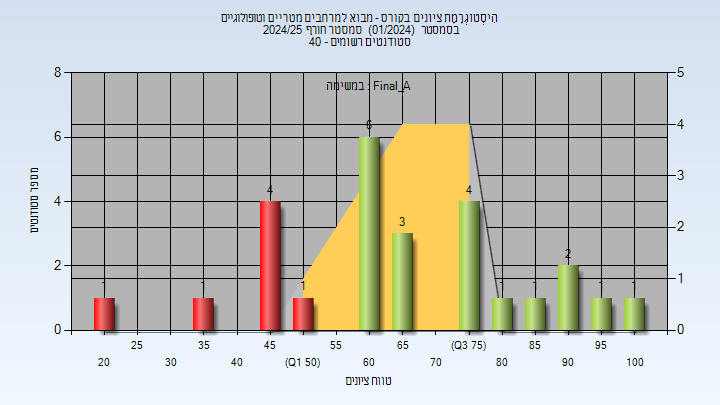 היסטוגרמת ציונים בקורס - מבוא למרחבים מטריים וטופולוגיים
בסמסטר (01/2024) סמסטר חורף 2024/25
סטודנטים רשומים - 40
במשימה : Final_A
מספר סטודנטים
8
6
4
2
0
5
4
3
2
1
0
1
1
4
1
6
3
4
1
1
2
1
1
25 35 45 55 65 (Q3 75) 85 95
20 30 40 (Q1 50) 60 70 80 90 100
טווח ציונים